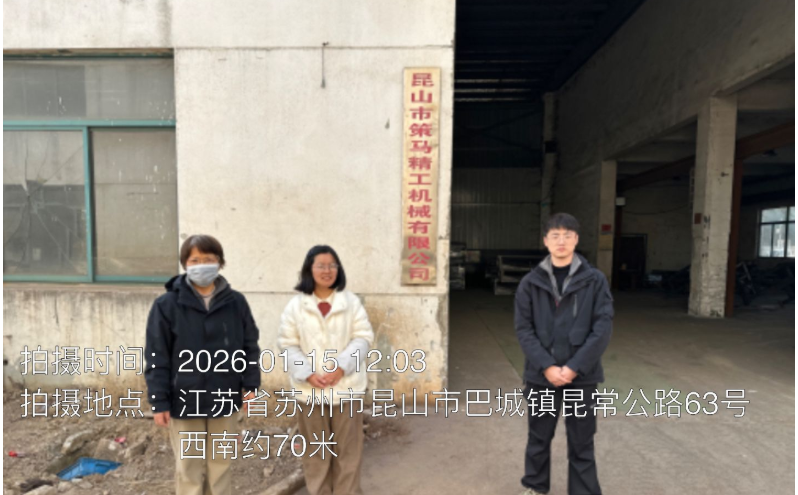 昆山市策马精工机械有限公司
拍摄时间：2026-01-15 12:03
拍摄地点：江苏省苏州市昆山市巴城镇昆常公路63号
西南约70米